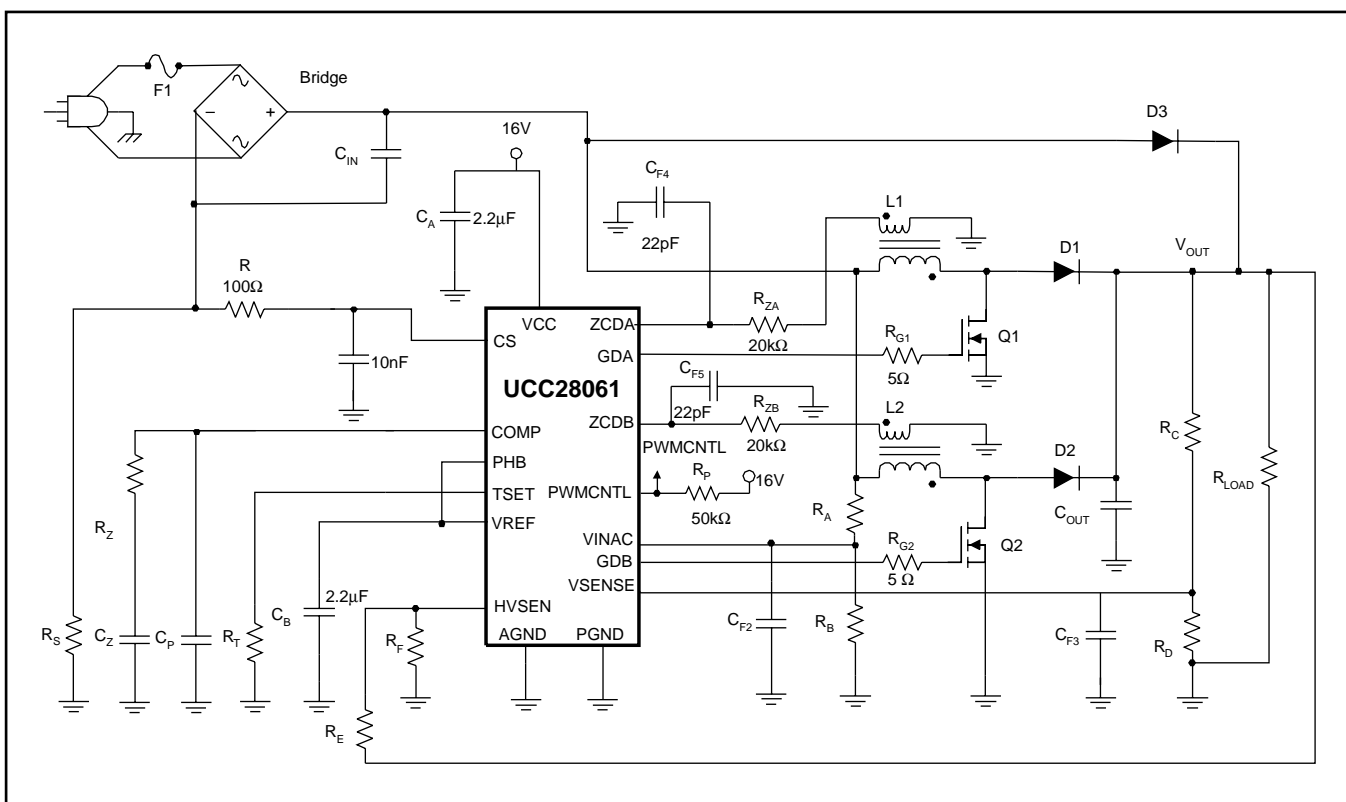 F1
Bridge
C_IN
16V
D3
C_F4
C_A
2.2µF
22pF
L1
D1
V_OUT
R
100Ω
10nF
VCC
ZCDA
CS
GDA
UCC28061
R_ZA
20kΩ
R_G1
5Ω
Q1
C_F5
22pF
ZCDB
R_ZB
20kΩ
L2
COMP
PHB
TSET
VREF
PWMCNTL
PWMCNTL
R_P
50kΩ
16V
D2
R_C
R_LOAD
C_OUT
R_A
VINAC
GDB
VSENSE
R_G2
5 Ω
Q2
R_Z
C_B
2.2µF
HVSEN
AGND
PGND
R_S
C_Z
C_P
R_T
R_F
C_F2
R_B
C_F3
R_D
R_E